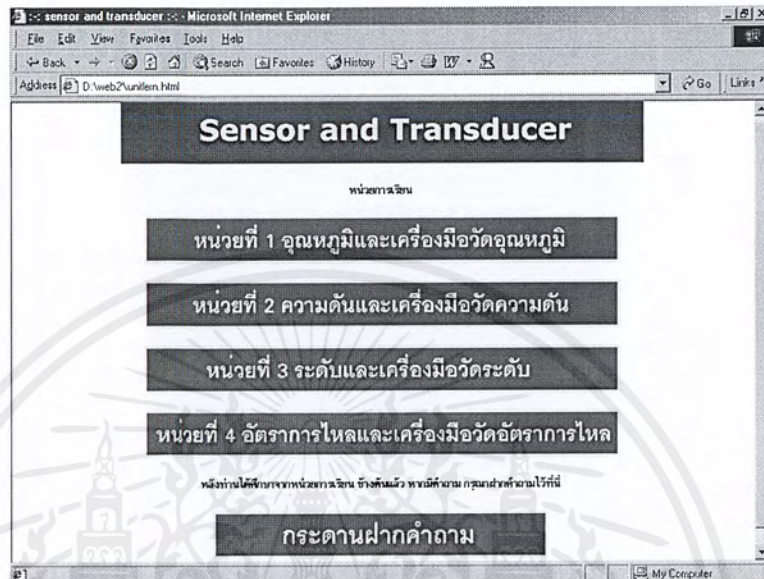 :-: sensor and transducer :-: - Microsoft Internet Explorer
File Edit View Favorites Tools Help
Back Search Favorites History
Address D:\web2\unitlern.html Go Links
Sensor and Transducer
หน่วยการเรียน
หน่วยที่ 1 อุณหภูมิและเครื่องมือวัดอุณหภูมิ
หน่วยที่ 2 ความดันและเครื่องมือวัดความดัน
หน่วยที่ 3 ระดับและเครื่องมือวัดระดับ
หน่วยที่ 4 อัตราการไหลและเครื่องมือวัดอัตราการไหล
หลังท่านได้ศึกษาจากหน่วยการเรียน ข้างต้นแล้ว หากมีคำถาม กรุณาฝากคำถามไว้ที่นี่
กระดานฝากคำถาม
My Computer